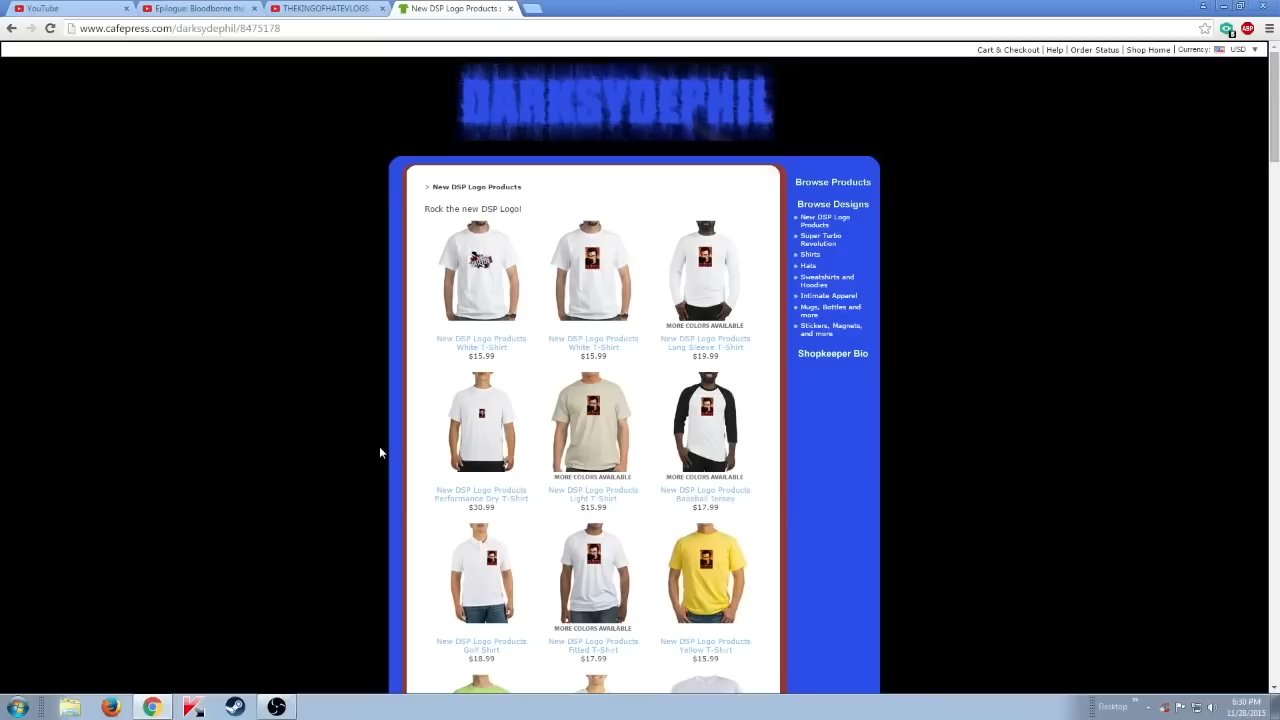 YouTube
Epilogue: Bloodborne the
THEKINGOFHATEVLOGS
New DSP Logo Products :
www.cafepress.com/darksydephil/8475178
Cart & Checkout | Help | Order Status | Shop Home | Currency: USD
DARKSYDEPHIL
> New DSP Logo Products
Rock the new DSP Logo!
MORE COLORS AVAILABLE
New DSP Logo Products
White T-Shirt
$15.99
New DSP Logo Products
White T-Shirt
$15.99
New DSP Logo Products
Long Sleeve T-Shirt
$19.99
MORE COLORS AVAILABLE
MORE COLORS AVAILABLE
New DSP Logo Products
Performance Dry T-Shirt
$30.99
New DSP Logo Products
Light T-Shirt
$15.99
New DSP Logo Products
Baseball Jersey
$17.99
MORE COLORS AVAILABLE
New DSP Logo Products
Golf Shirt
$18.99
New DSP Logo Products
Fitted T-Shirt
$17.99
New DSP Logo Products
Yellow T-Shirt
$15.99
Browse Products
Browse Designs
» New DSP Logo
Products
» Super Turbo
Revolution
» Shirts
» Hats
» Sweatshirts and
Hoodies
» Intimate Apparel
» Mugs, Bottles and
more
» Stickers, Magnets,
and more
Shopkeeper Bio
ABP
Desktop
6:30 PM
11/28/2015